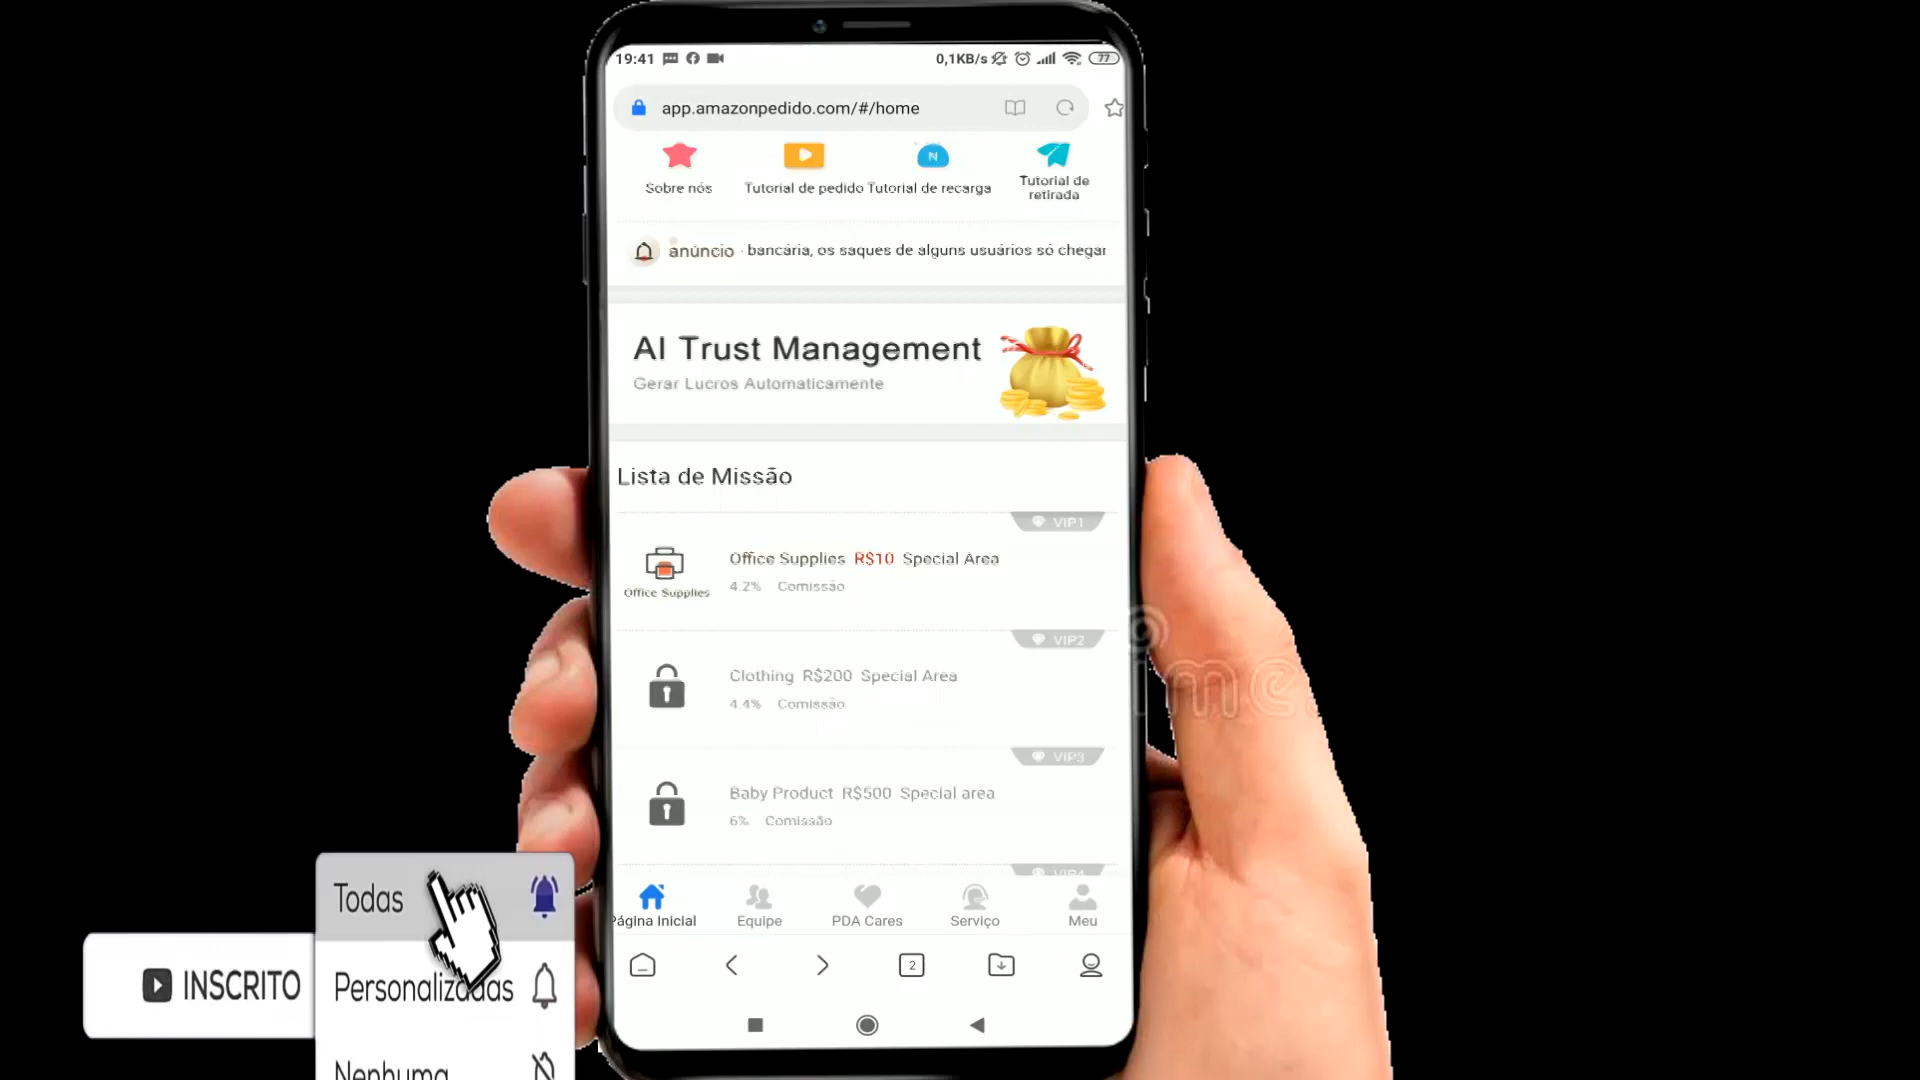 19:41
0,1KB/s
77
app.amazonpedido.com/#/home
N
Sobre nós
Tutorial de pedido
Tutorial de recarga
Tutorial de
retirada
anúncio
bancária, os saques de alguns usuários só chegar
AI Trust Management
Gerar Lucros Automaticamente
Lista de Missão
VIP1
Office Supplies R$10 Special Area
4.2% Comissão
Office Supplies
VIP2
Clothing R$200 Special Area
4.4% Comissão
VIP3
Baby Product R$500 Special area
6% Comissão
VIP4
Página Inicial
Equipe
PDA Cares
Serviço
Meu
2
Todas
INSCRITO
Personalizadas
Nenhuma